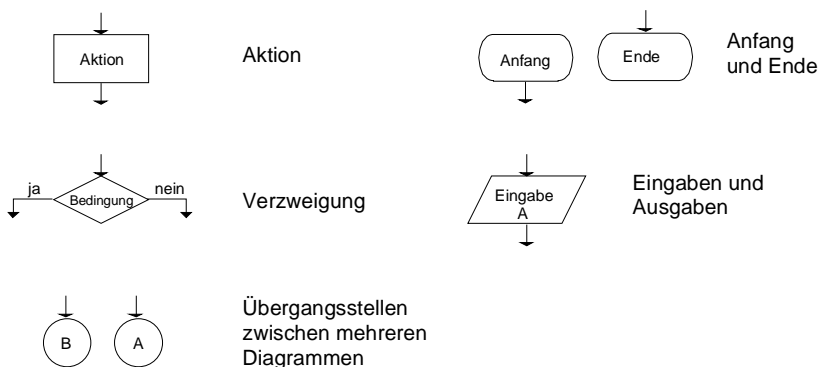 Aktion
Aktion
Anfang
Ende
Anfang
und Ende
ja
Bedingung
nein
Verzweigung
Eingabe
A
Eingaben und
Ausgaben
B
A
Übergangsstellen
zwischen mehreren
Diagrammen